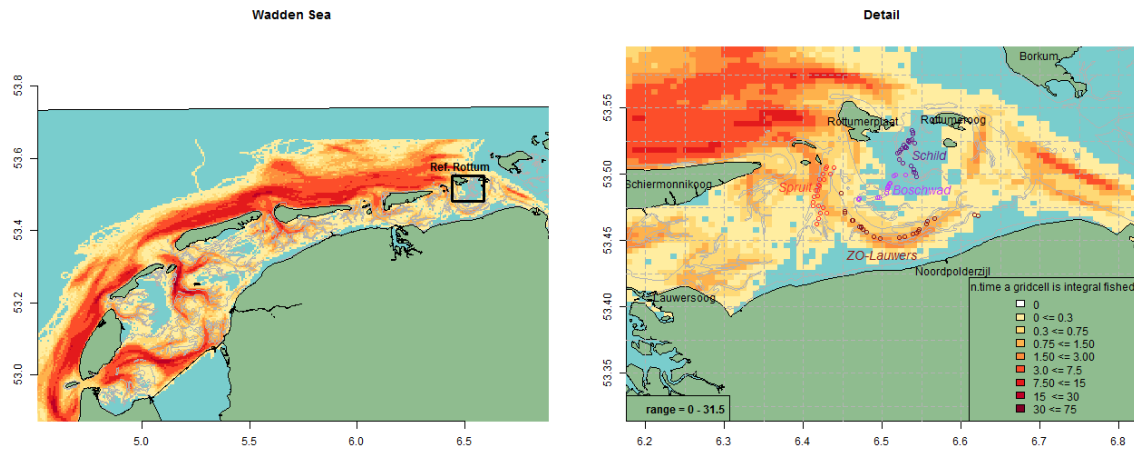 Wadden Sea
Detail
53.8
53.6
53.4
53.2
53.0
Ref. Rottum
5.0
5.5
6.0
6.5
53.55
53.50
53.45
53.40
53.35
Borkum
Rottumerplaat
Rottumeroog
Schild
Schiermonnikoog
Spruit
Boschwad
ZO-Lauwers
Noordpolderzijl
Lauwersoog
n.time a gridcell is integral fished
0
0 <= 0.3
0.3 <= 0.75
0.75 <= 1.50
1.50 <= 3.00
3.0 <= 7.5
7.50 <= 15
15 <= 30
30 <= 75
range = 0 - 31.5
6.2
6.3
6.4
6.5
6.6
6.7
6.8